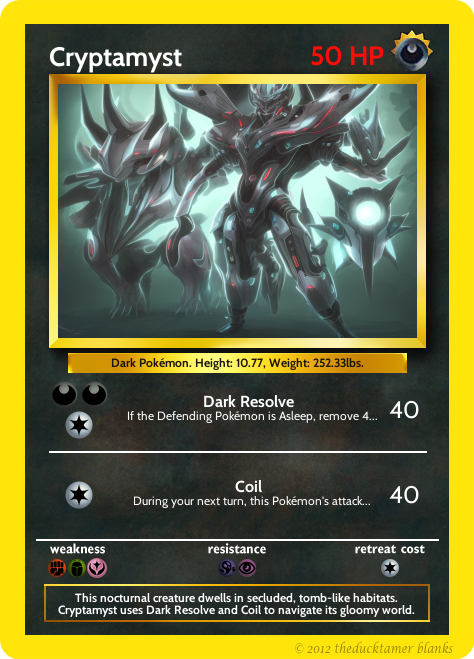 Cryptamyst
50 HP
Dark Pokémon. Height: 10.77, Weight: 252.33lbs.
Dark Resolve
If the Defending Pokémon is Asleep, remove 4...
40
Coil
During your next turn, this Pokémon's attack...
40
weakness
resistance
retreat cost
This nocturnal creature dwells in secluded, tomb-like habitats.
Cryptamyst uses Dark Resolve and Coil to navigate its gloomy world.
© 2012 theducktamer blanks